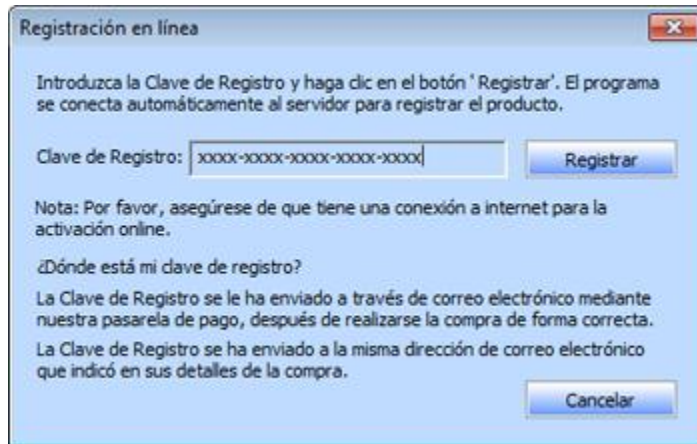 Registración en línea
Introduzca la Clave de Registro y haga clic en el botón ' Registrar'. El programa
se conecta automáticamente al servidor para registrar el producto.
Clave de Registro: xxxx-xxxx-xxxx-xxxx-xxxx Registrar
Nota: Por favor, asegúrese de que tiene una conexión a internet para la
activación online.
¿Dónde está mi clave de registro?
La Clave de Registro se le ha enviado a través de correo electrónico mediante
nuestra pasarela de pago, después de realizarse la compra de forma correcta.
La Clave de Registro se ha enviado a la misma dirección de correo electrónico
que indicó en sus detalles de la compra.
Cancelar